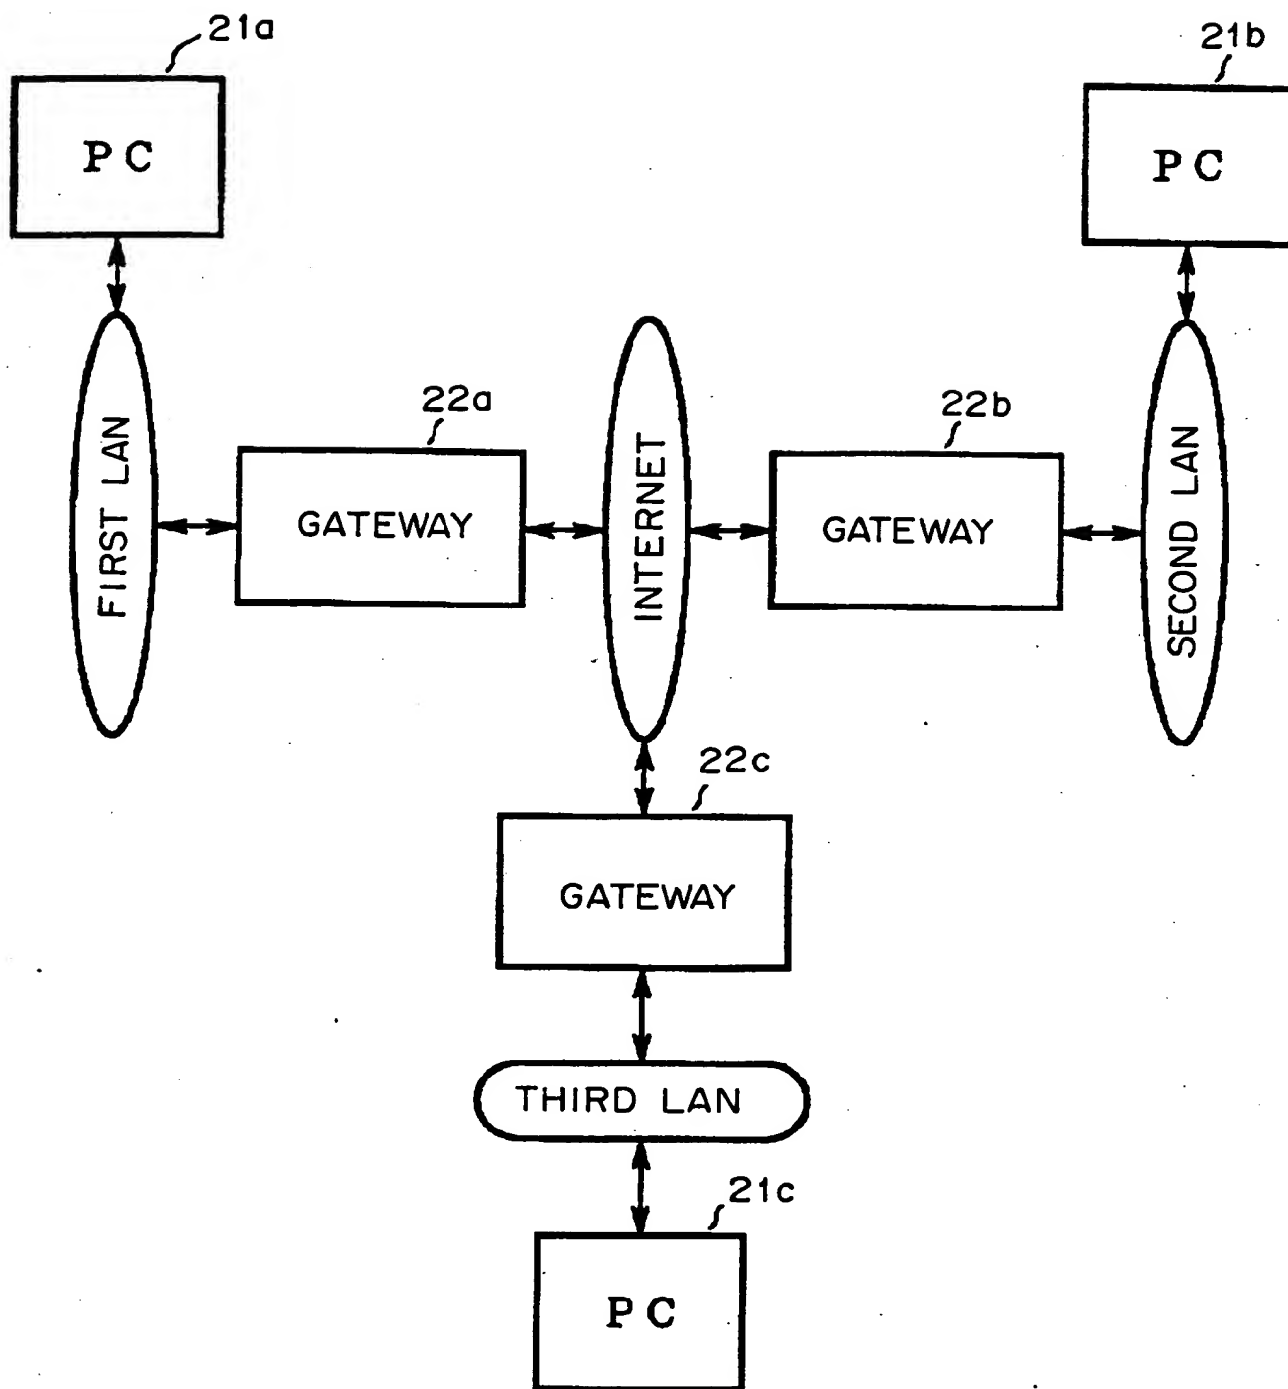 21a
21b
PC
PC
22a
22b
FIRST LAN
GATEWAY
INTERNET
GATEWAY
SECOND LAN
22c
GATEWAY
THIRD LAN
21c
PC